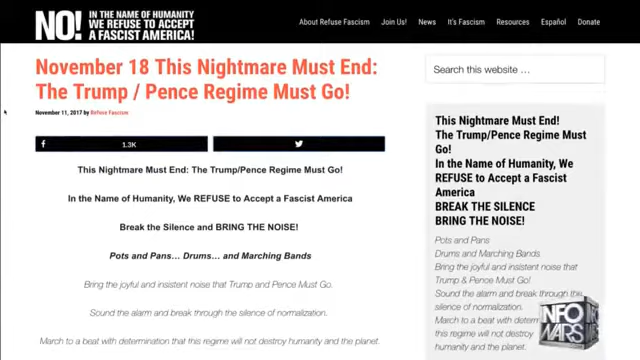 NO!
IN THE NAME OF HUMANITY
WE REFUSE TO ACCEPT
A FASCIST AMERICA!
About Refuse Fascism Join Us! News It's Fascism Resources Español Donate
November 18 This Nightmare Must End:
The Trump / Pence Regime Must Go!
November 11, 2017 by Refuse Fascism
f 1.3K
This Nightmare Must End: The Trump/Pence Regime Must Go!
In the Name of Humanity, We REFUSE to Accept a Fascist America
Break the Silence and BRING THE NOISE!
Pots and Pans... Drums... and Marching Bands
Bring the joyful and insistent noise that Trump and Pence Must Go.
Sound the alarm and break through the silence of normalization.
March to a beat with determination that this regime will not destroy humanity and the planet.
Search this website ...
This Nightmare Must End!
The Trump/Pence Regime Must
Go!
In the Name of Humanity, We
REFUSE to Accept a Fascist
America
BREAK THE SILENCE
BRING THE NOISE!
Pots and Pans
Drums and Marching Bands
Bring the joyful and insistent noise that
Trump & Pence Must Go!
Sound the alarm and break through the
silence of normalization.
March to a beat with
this regime will not destroy
humanity and the planet.
INFO
WARS